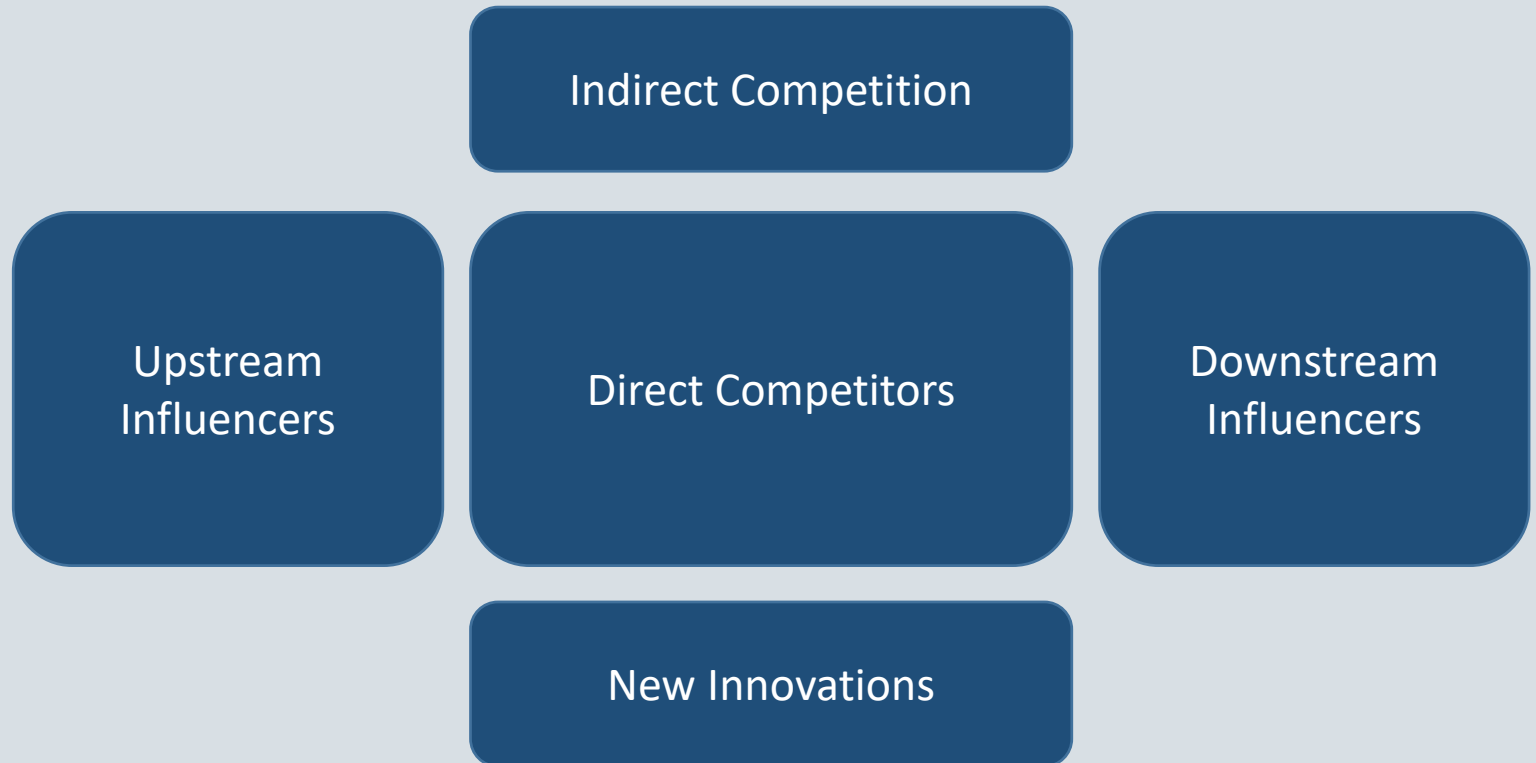 Indirect Competition
Upstream
Influencers
Direct Competitors
Downstream
Influencers
New Innovations